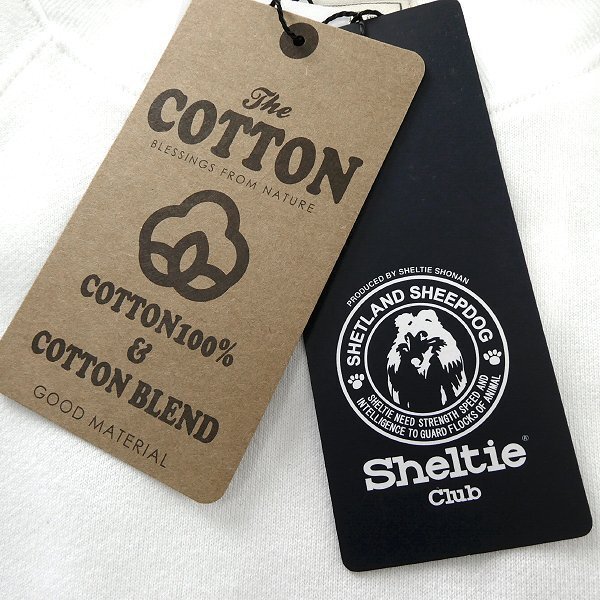 The
COTTON
BLESSINGS FROM NATURE
COTTON100%
&
COTTON BLEND
GOOD MATERIAL
PRODUCED BY SHELTIE SHONAN
SHETLAND SHEEPDOG
SHELTIE NEED STRENGTH SPEED AND
INTELLIGENCE TO GUARD FLOCKS OF ANIMAL
Sheltie®
Club